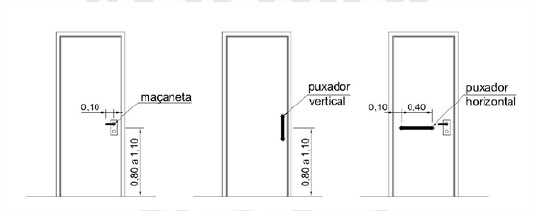 0,10
maçaneta
0,80 a 1,10
puxador
vertical
0,80 a 1,10
0,10
0,40
puxador
horizontal